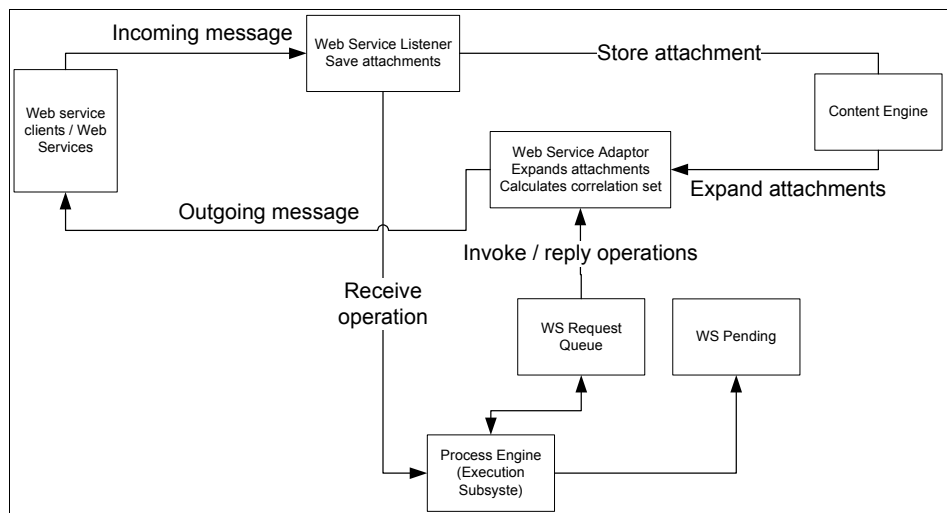 Incoming message
Web Service Listener
Save attachments
Store attachment
Web service
clients / Web
Services
Content Engine
Web Service Adaptor
Expands attachments
Calculates correlation set
Expand attachments
Outgoing message
Invoke / reply operations
Receive
operation
WS Request
Queue
WS Pending
Process Engine
(Execution
Subsyste)